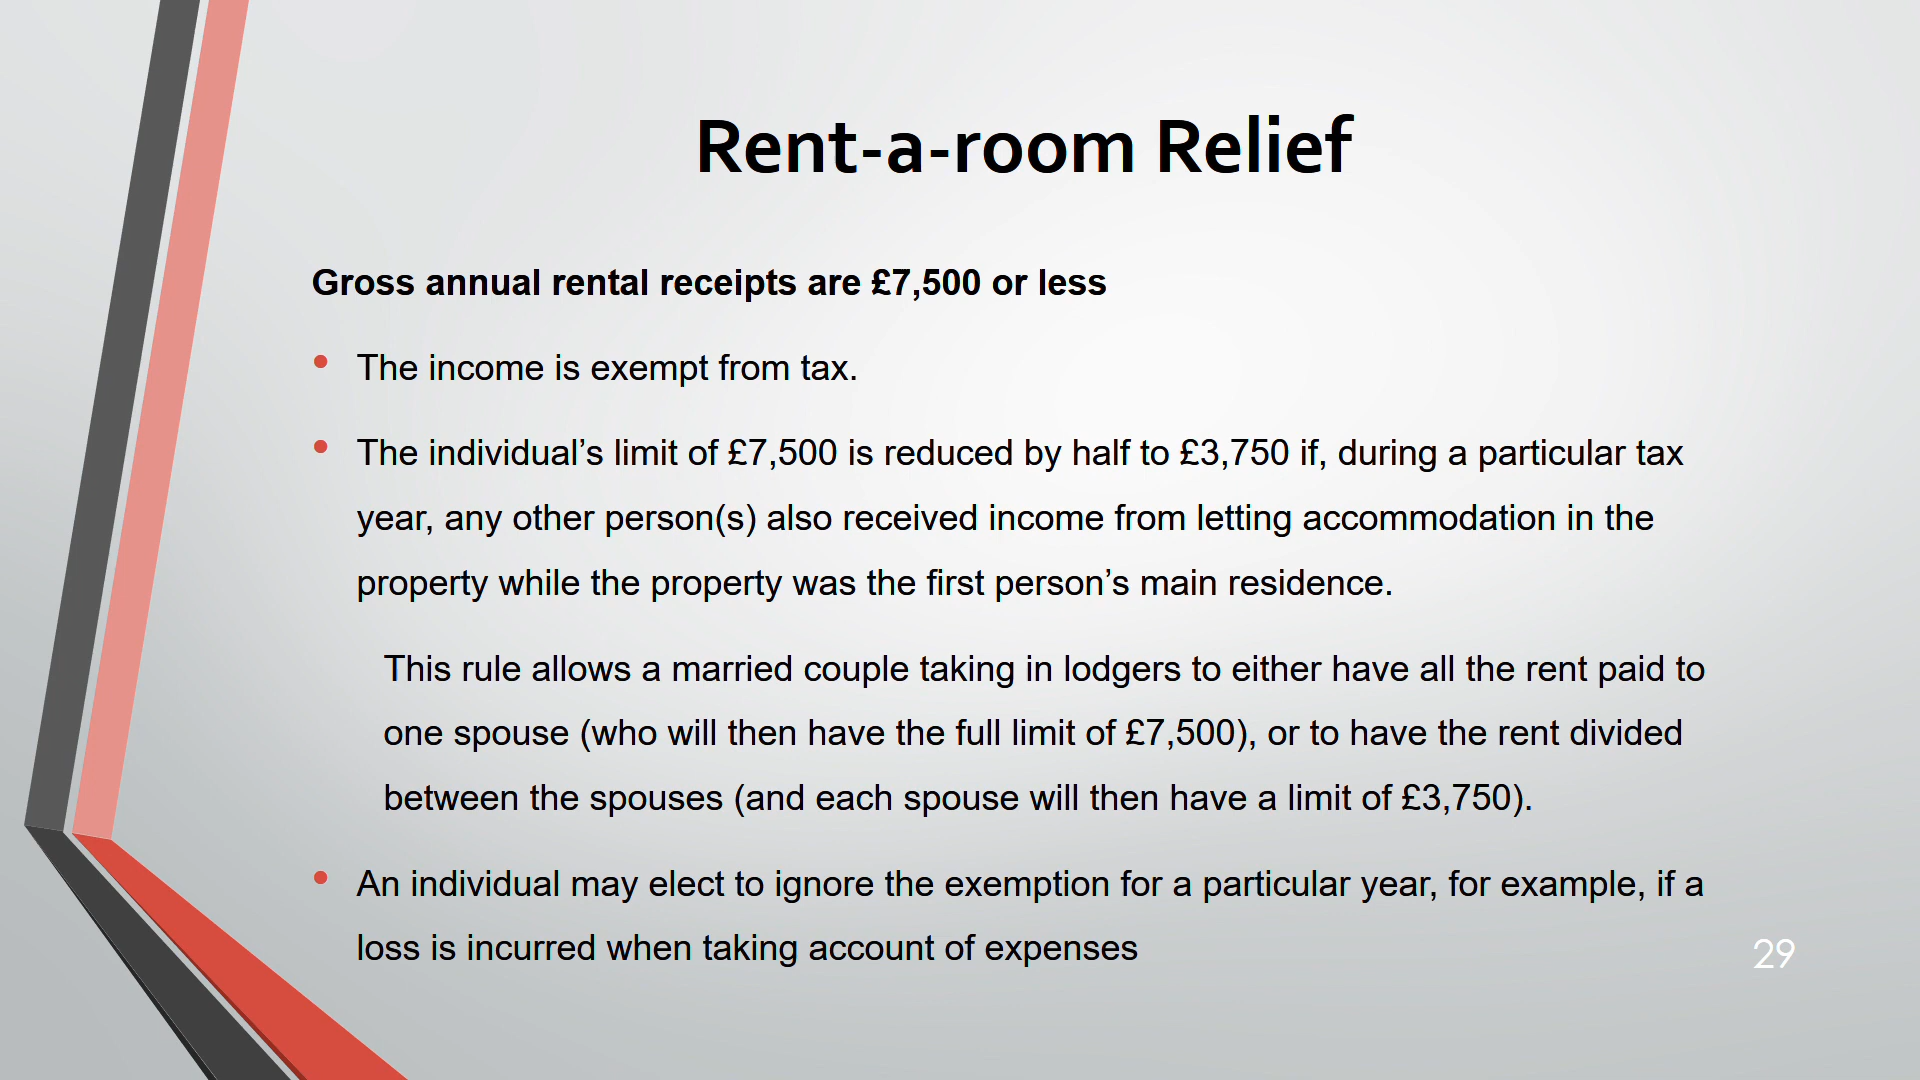 Rent-a-room Relief
Gross annual rental receipts are £7,500 or less
• The income is exempt from tax.
• The individual’s limit of £7,500 is reduced by half to £3,750 if, during a particular tax
year, any other person(s) also received income from letting accommodation in the
property while the property was the first person’s main residence.
This rule allows a married couple taking in lodgers to either have all the rent paid to
one spouse (who will then have the full limit of £7,500), or to have the rent divided
between the spouses (and each spouse will then have a limit of £3,750).
• An individual may elect to ignore the exemption for a particular year, for example, if a
loss is incurred when taking account of expenses
29